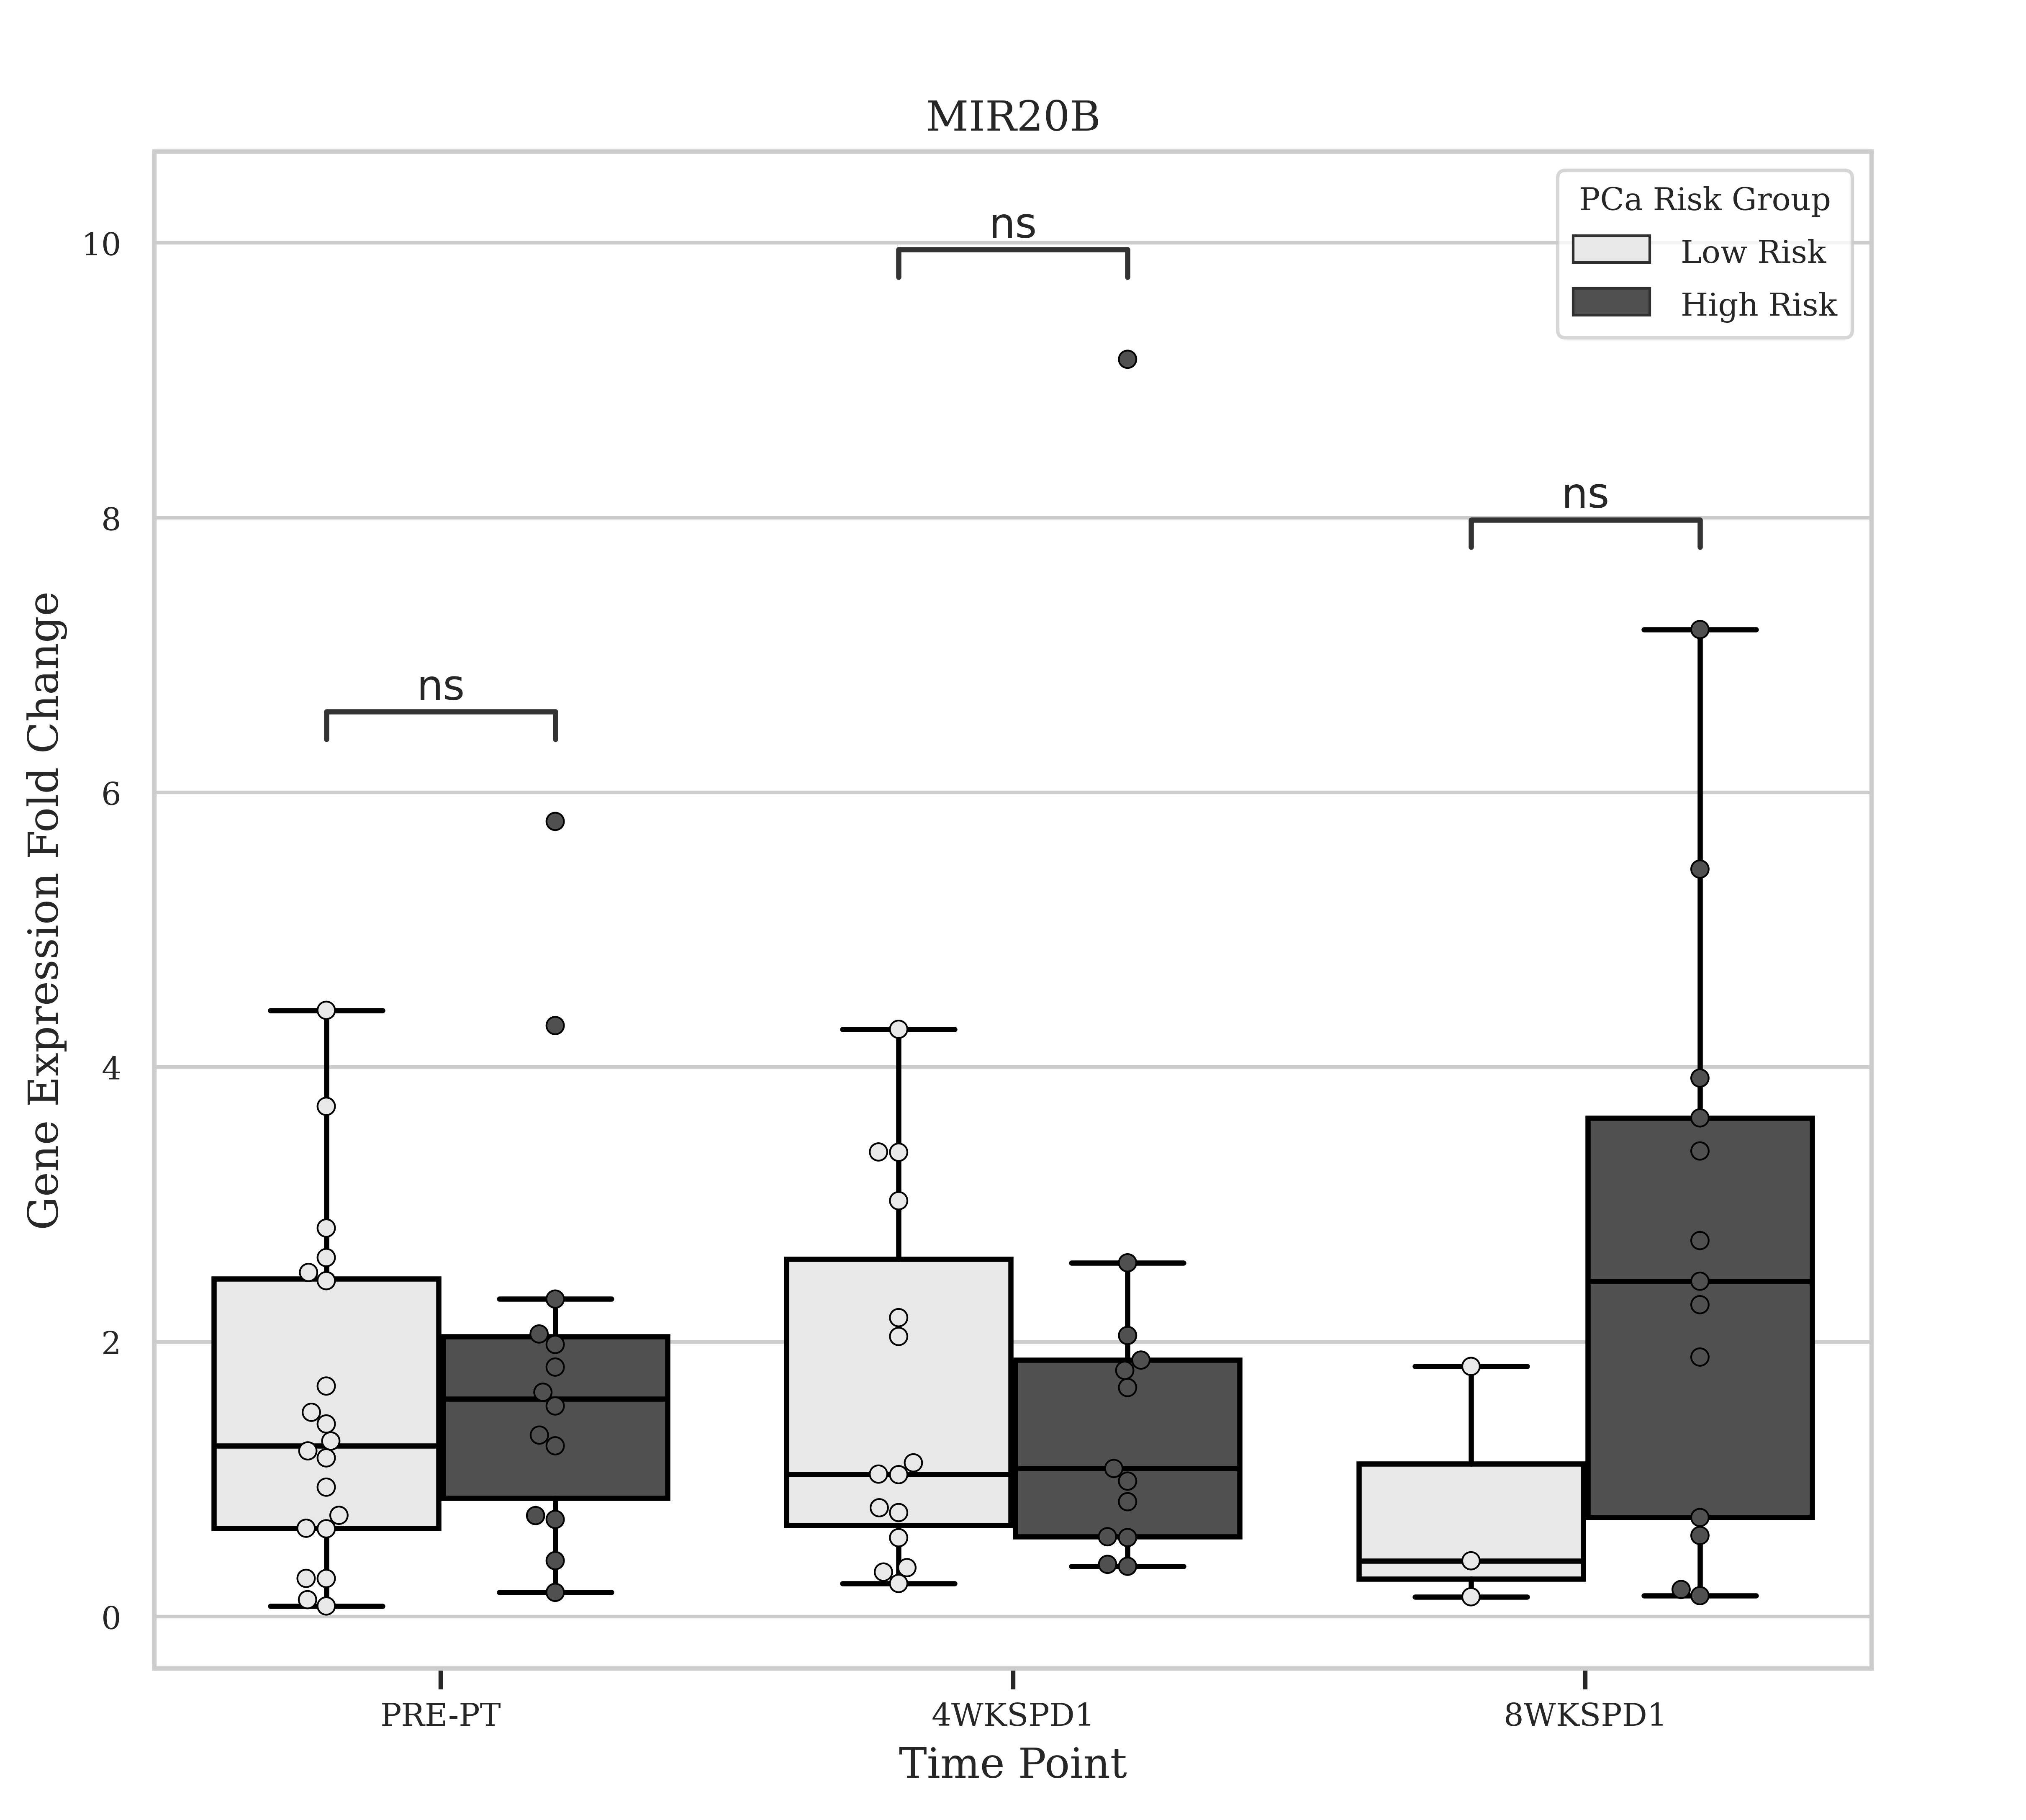 MIR20B
PCa Risk Group
Low Risk
High Risk
ns
ns
ns
Gene Expression Fold Change
10
8
6
4
2
0
PRE-PT
4WKSPD1
8WKSPD1
Time Point